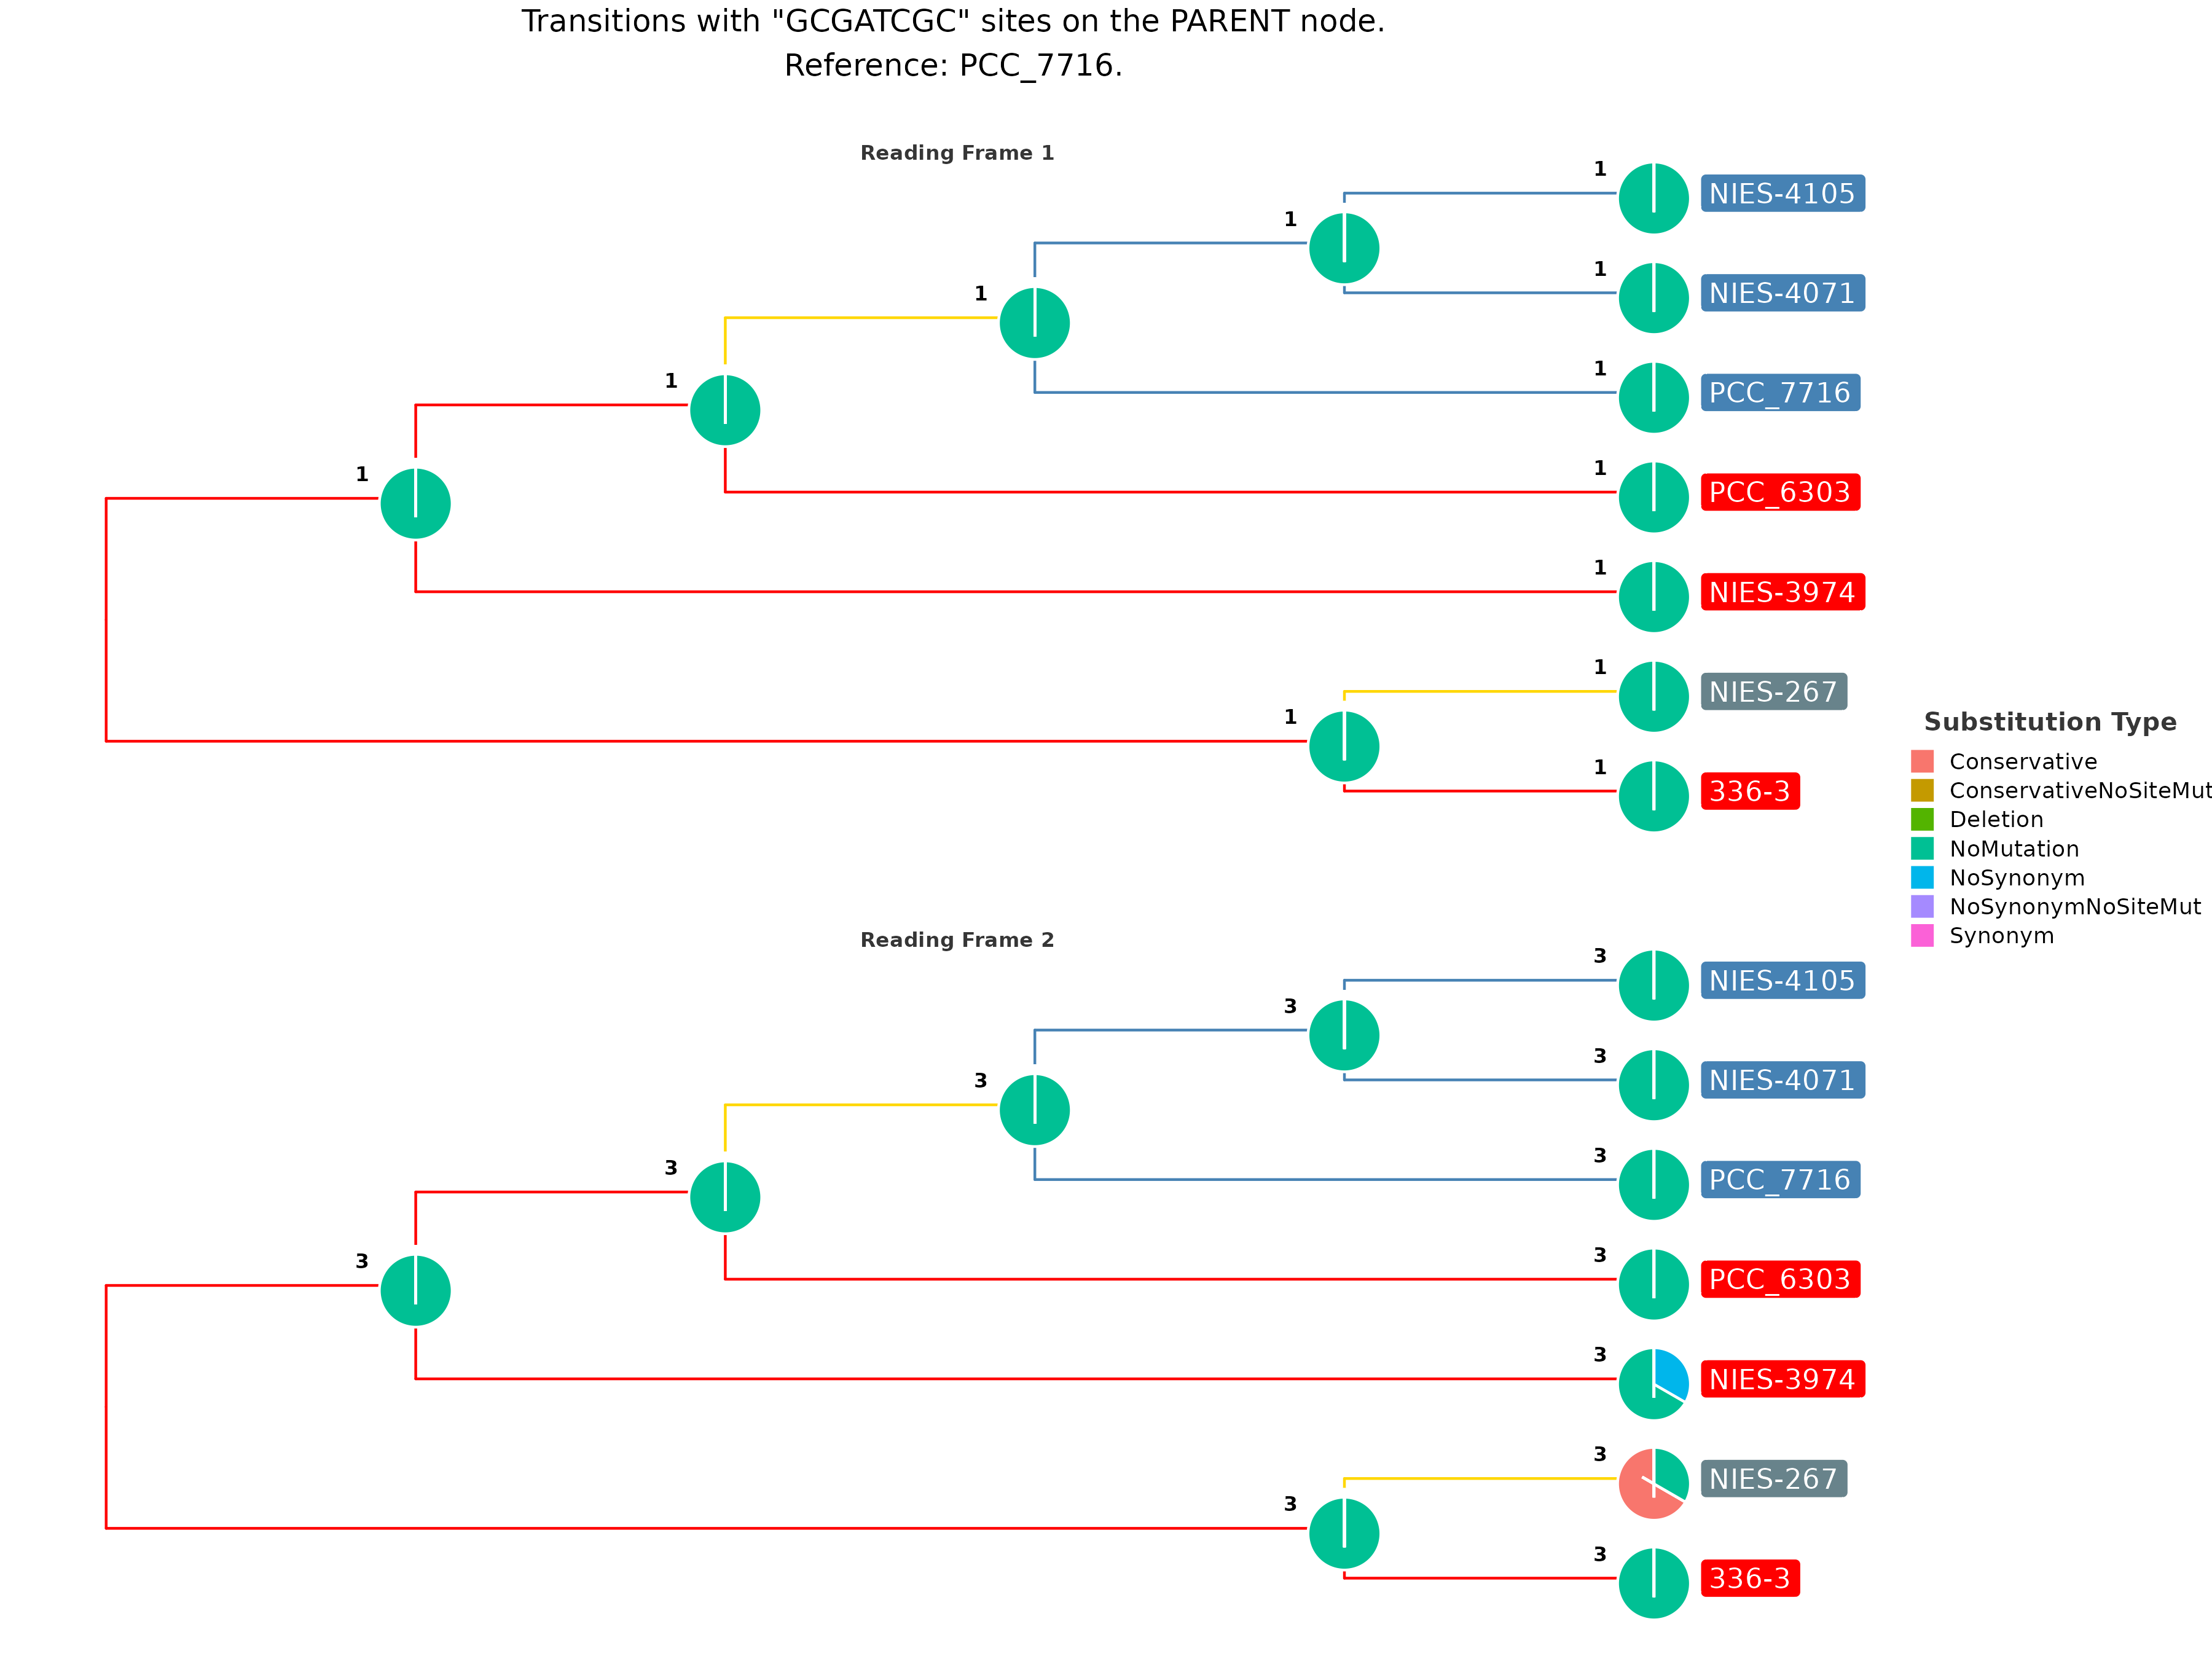 Transitions with "GCGATCGC" sites on the PARENT node.
Reference: PCC_7716.
Reading Frame 1
1
NIES-4105
1
1
NIES-4071
1
1
PCC_7716
1
1
PCC_6303
1
1
NIES-3974
1
NIES-267
1
1
336-3
Substitution Type
Conservative
ConservativeNoSiteMut
Deletion
NoMutation
NoSynonym
NoSynonymNoSiteMut
Synonym
Reading Frame 2
3
NIES-4105
3
3
NIES-4071
3
3
PCC_7716
3
3
PCC_6303
3
3
NIES-3974
3
NIES-267
3
3
336-3